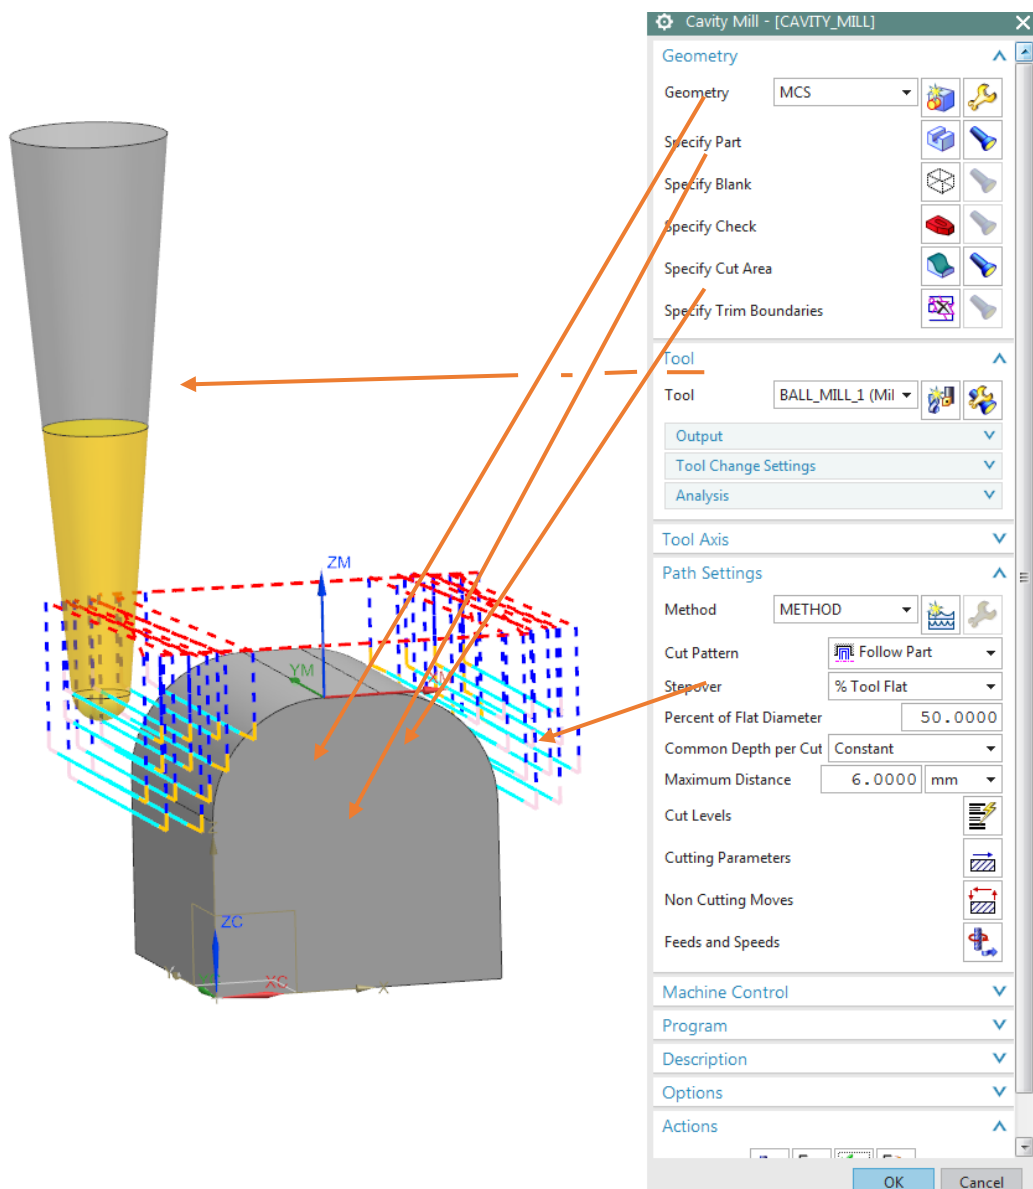 Cavity Mill - [CAVITY_MILL]
Geometry
Geometry MCS
Specify Part
Specify Blank
Specify Check
Specify Cut Area
Specify Trim Boundaries
Tool
Tool BALL_MILL_1 (Mil
Output
Tool Change Settings
Analysis
Tool Axis
Path Settings
Method METHOD
Cut Pattern Follow Part
Stepover % Tool Flat
Percent of Flat Diameter 50.0000
Common Depth per Cut Constant
Maximum Distance 6.0000 mm
Cut Levels
Cutting Parameters
Non Cutting Moves
Feeds and Speeds
Machine Control
Program
Description
Options
Actions
OK Cancel
ZM
YM
XM
Z
ZC
XC
X